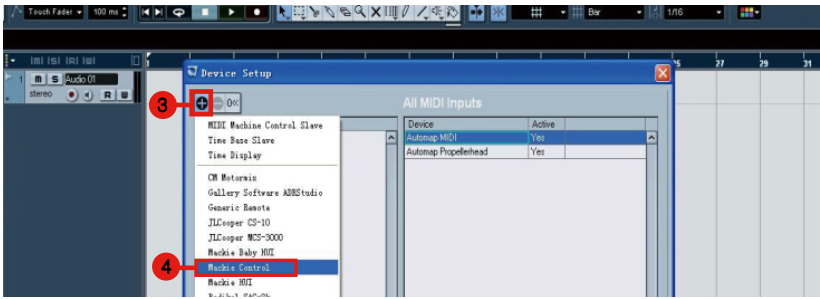 Touch Fader 100 ms Bar 1/16
25 27 29 31
1 M S Audio 01
stereo R W
Device Setup
3
All MIDI Inputs
MIDI Machine Control Slave
Time Base Slave
Time Display
CM Motormix
Gallery Software ADRStudio
Generic Remote
JLCooper CS-10
JLCooper MCS-3000
Mackie Baby HUI
4 Mackie Control
Mackie HUI
Device Active
Automap MIDI Yes
Automap Propellerhead Yes